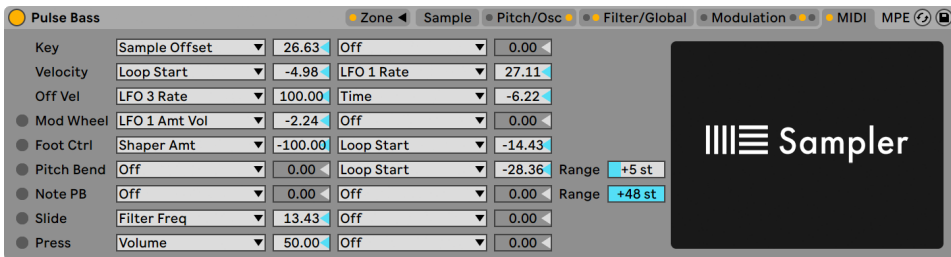 Pulse Bass Zone Sample Pitch/Osc Filter/Global Modulation MIDI MPE
Key Sample Offset 26.63 Off 0.00
Velocity Loop Start -4.98 LFO 1 Rate 27.11
Off Vel LFO 3 Rate 100.00 Time -6.22
Mod Wheel LFO 1 Amt Vol -2.24 Off 0.00
Foot Ctrl Shaper Amt -100.00 Loop Start -14.43
Pitch Bend Off 0.00 Loop Start -28.36 Range +5 st
Note PB Off 0.00 Off 0.00 Range +48 st
Slide Filter Freq 13.43 Off 0.00
Press Volume 50.00 Off 0.00
Sampler